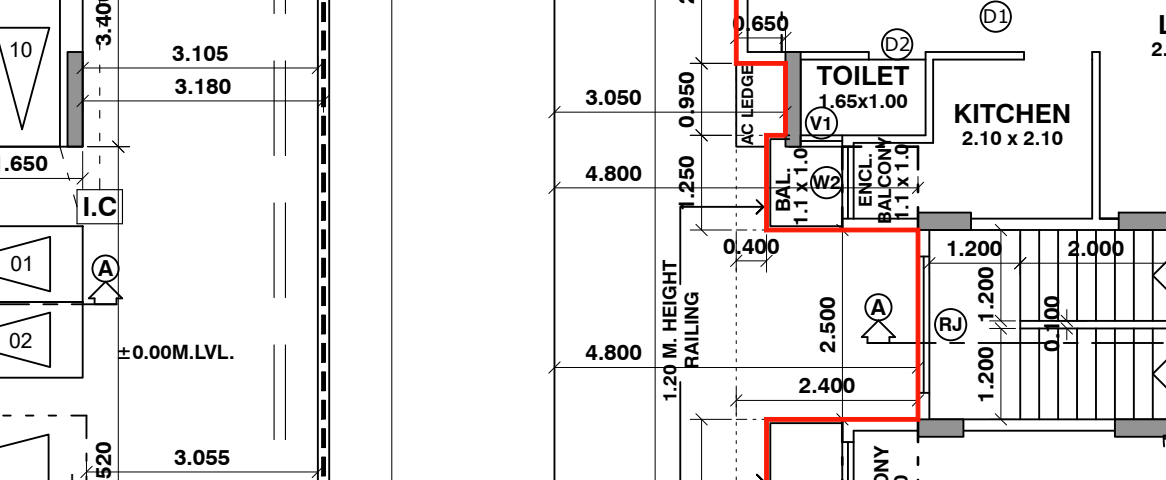 10
3.105
3.180
.650
I.C
01
A
02
±0.00M.LVL.
3.055
520
0.650
D1
D2
AC LEDGE
0.950
3.050
TOILET
1.65x1.00
V1
KITCHEN
2.10 x 2.10
L
2.
4.800
1.250
BAL.
1.1 x 1.0
W2
ENCL.
BALCONY
1.1 x 1.0
0.400
1.20 M. HEIGHT
RAILING
2.500
A
RJ
1.200
2.000
1.200
0.100
1.200
4.800
2.400
ONY